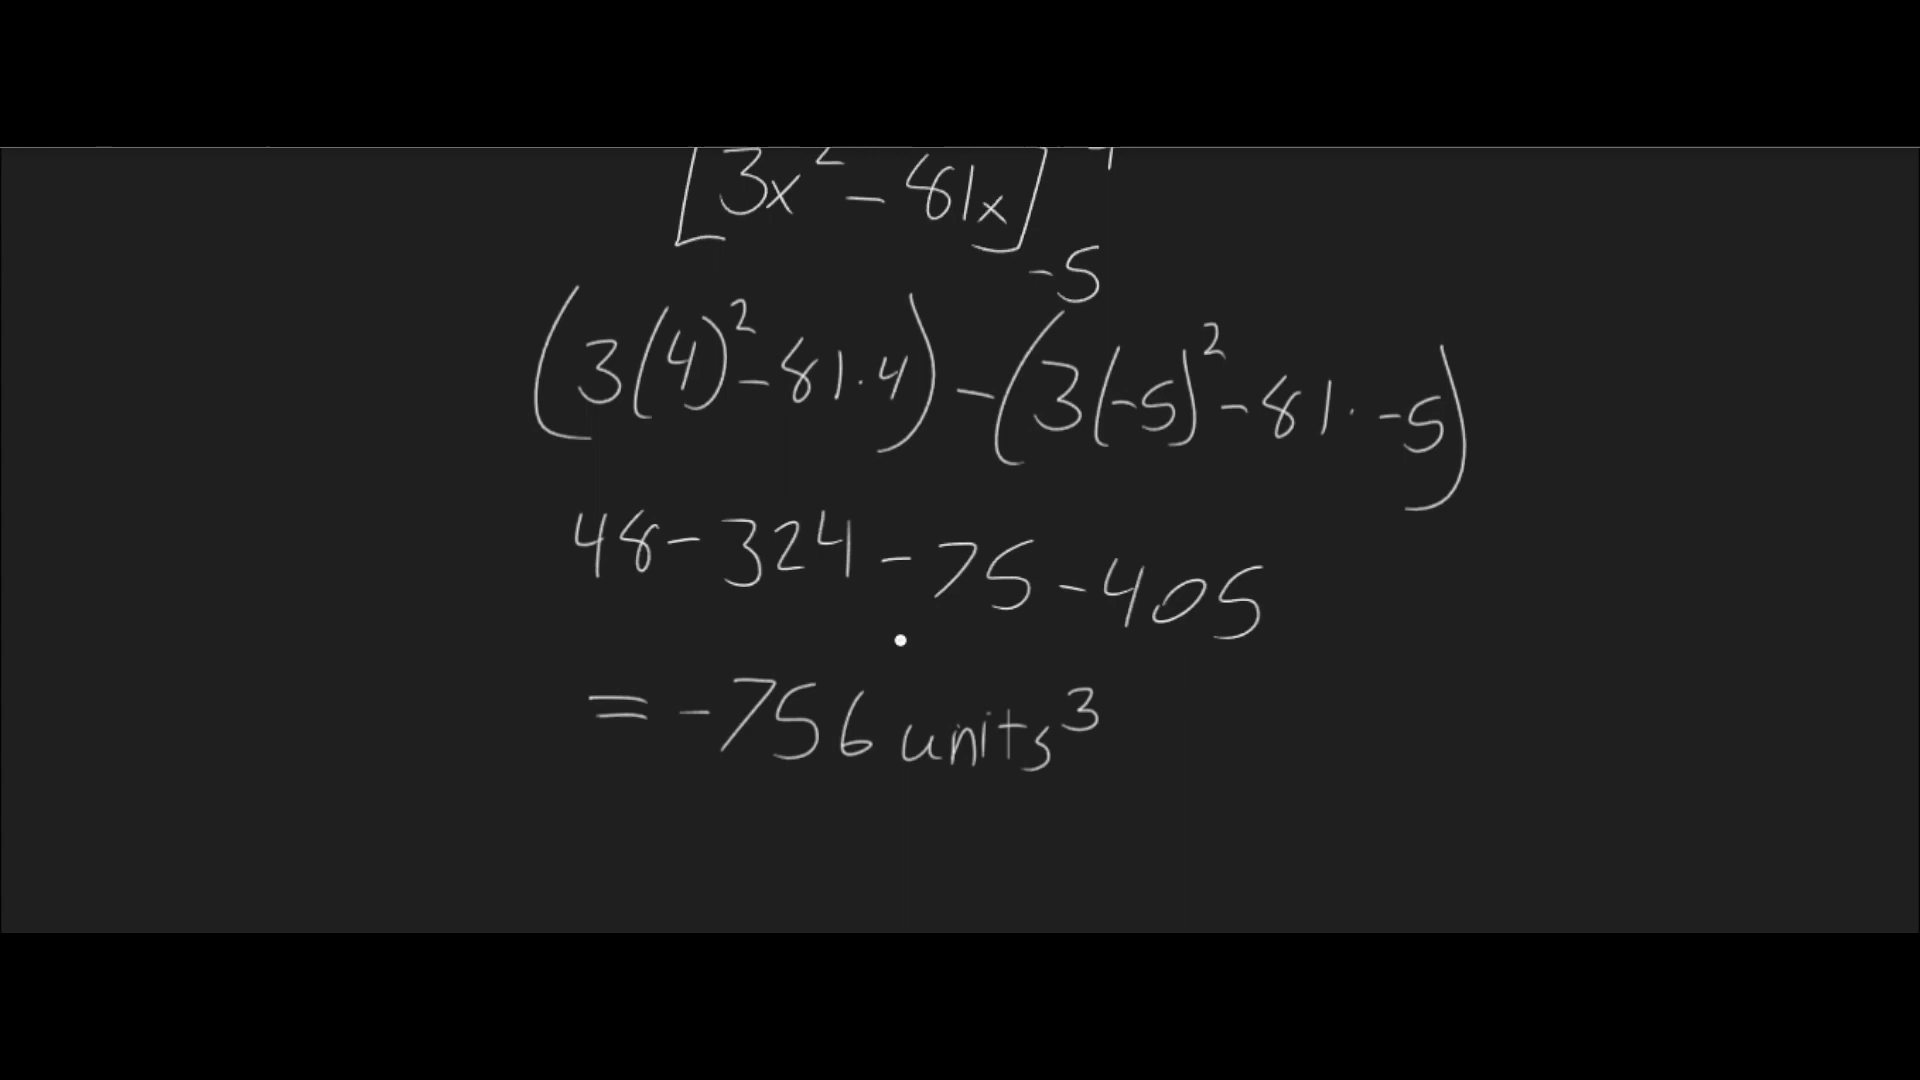 [3x² - 81x]⁴₋₅
(3(4)² - 81·4) - (3(-5)² - 81· -5)
48 - 324 - 75 - 405
= -756 units³